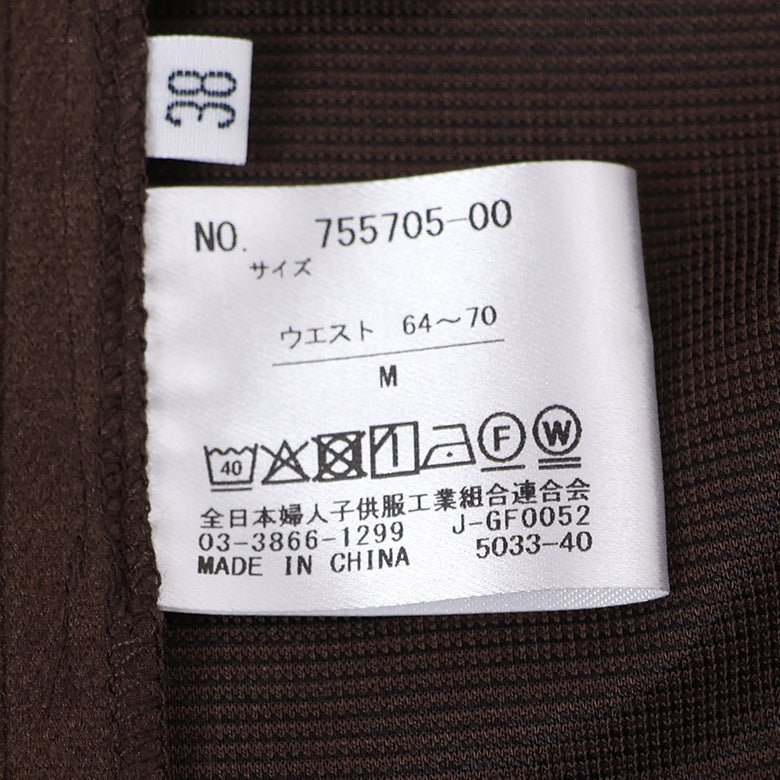 38
NO. 755705-00
サイズ
ウエスト 64～70
M
40 F W
全日本婦人子供服工業組合連合会
03-3866-1299 J-GF0052
MADE IN CHINA 5033-40